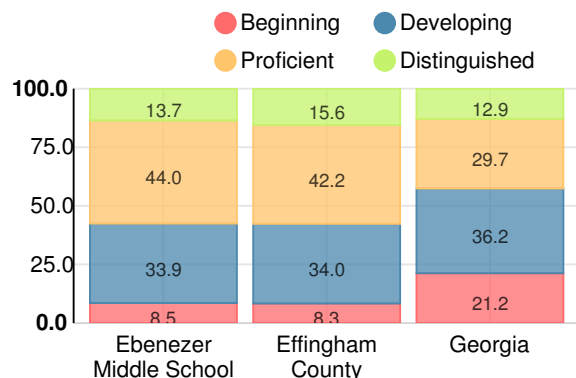 Beginning Developing
Proficient Distinguished
100.0
75.0
50.0
25.0
0.0
13.7 15.6 12.9
44.0 42.2 29.7
33.9 34.0 36.2
8.5 8.3 21.2
Ebenezer Effingham Georgia
Middle School County